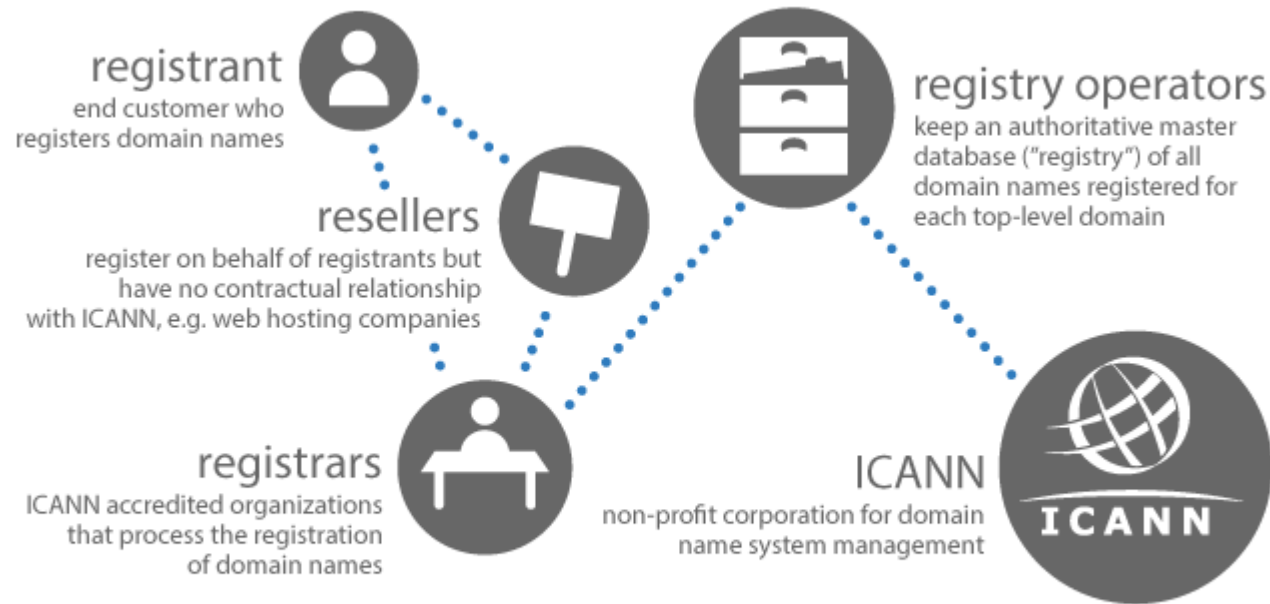 registrant
end customer who
registers domain names
resellers
register on behalf of registrants but
have no contractual relationship
with ICANN, e.g. web hosting companies
registrars
ICANN accredited organizations
that process the registration
of domain names
registry operators
keep an authoritative master
database ("registry") of all
domain names registered for
each top-level domain
ICANN
non-profit corporation for domain
name system management
ICANN